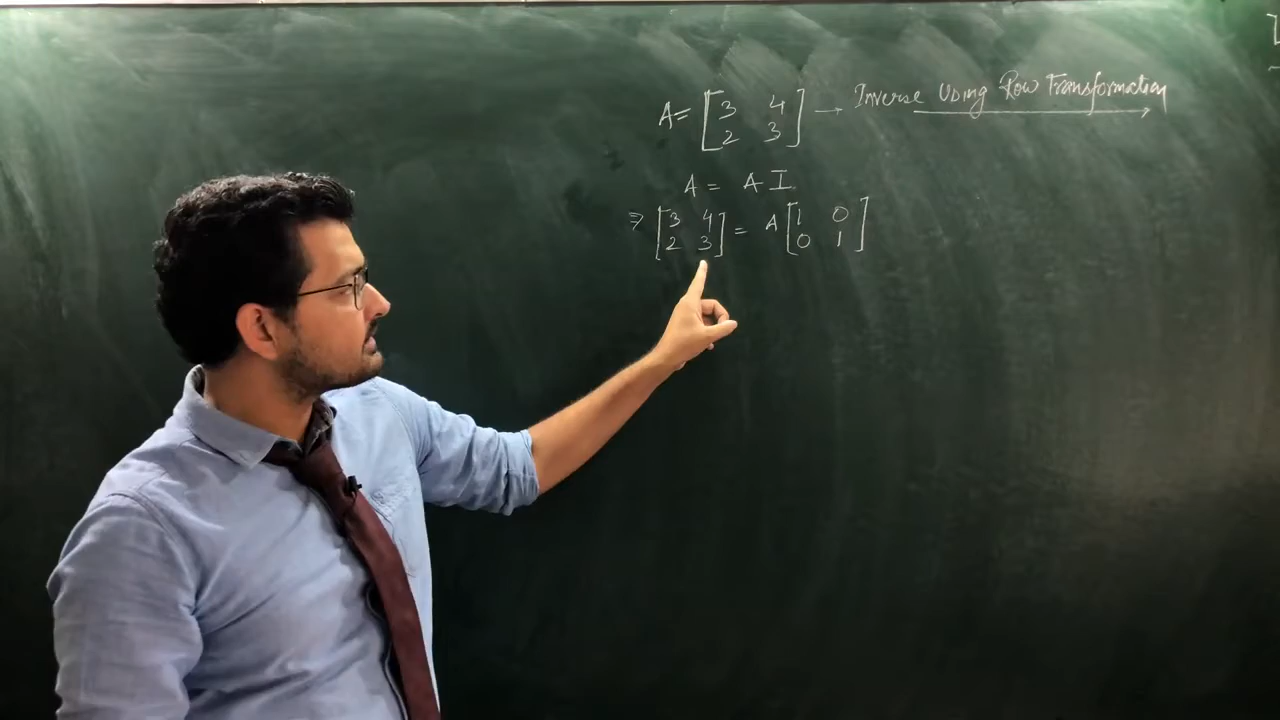 A = [3 4 → Inverse Using Row Transformation
2 3]
A = A I
⇒ [3 4 = A [1 0
2 3] 0 1]